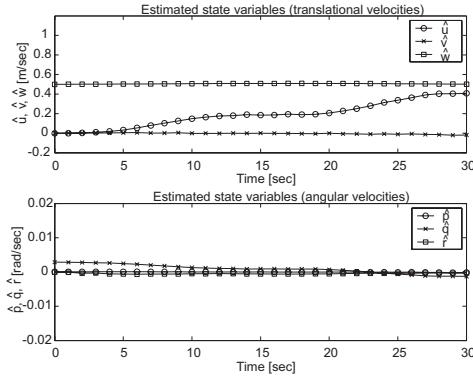 Estimated state variables (translational velocities)
û
v̂
ŵ
û, v̂, ŵ [m/sec]
1
0.8
0.6
0.4
0.2
0
-0.2
0 5 10 15 20 25 30
Time [sec]
Estimated state variables (angular velocities)
p̂
q̂
r̂
p̂, q̂, r̂ [rad/sec]
0.02
0.01
0
-0.01
-0.02
0 5 10 15 20 25 30
Time [sec]